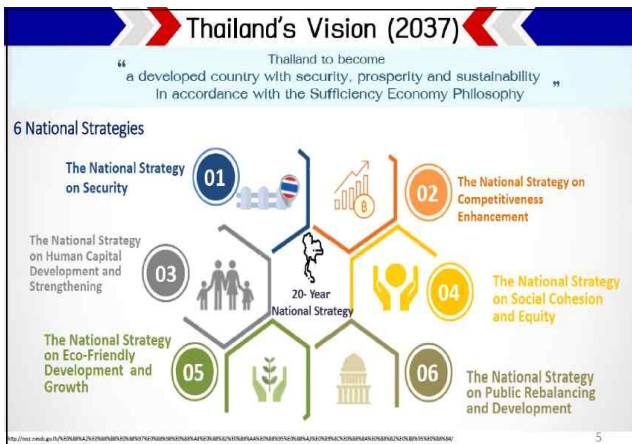 Thailand's Vision (2037)
“ Thailand to become
a developed country with security, prosperity and sustainability ”
in accordance with the Sufficiency Economy Philosophy
6 National Strategies
The National Strategy
on Security
01
02
The National Strategy on
Competitiveness
Enhancement
The National Strategy
on Human Capital
Development and
Strengthening
03
20- Year
National Strategy
04
The National Strategy
on Social Cohesion
and Equity
The National Strategy
on Eco-Friendly
Development and
Growth
05
06
The National Strategy
on Public Rebalancing
and Development
5